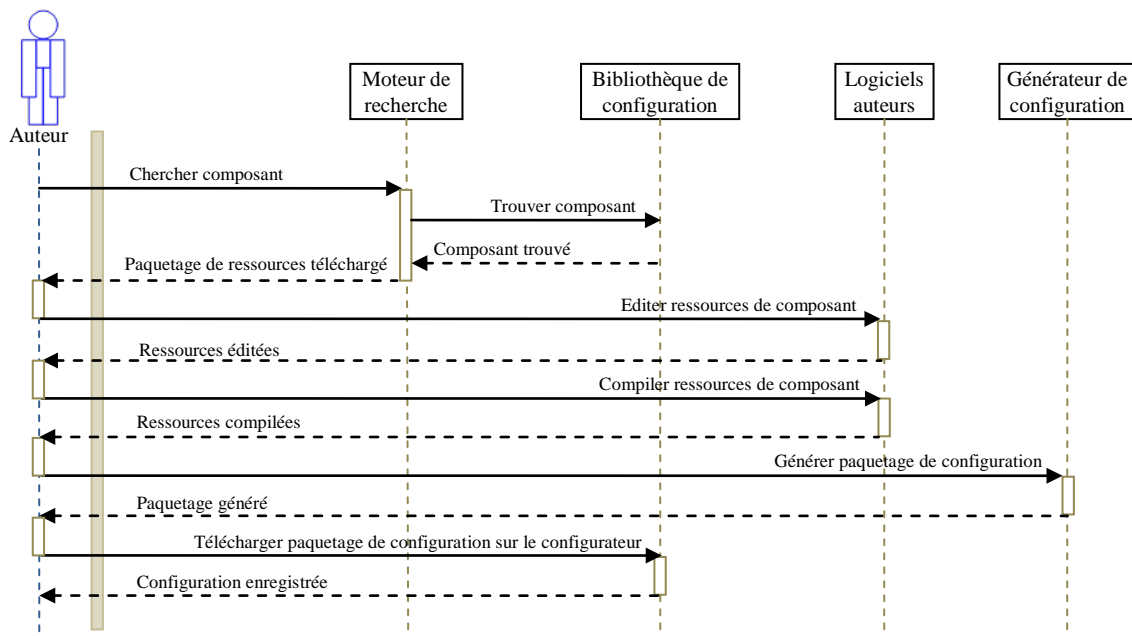 Moteur de
recherche
Bibliothèque de
configuration
Logiciels
auteurs
Générateur de
configuration
Auteur
Chercher composant
Trouver composant
Composant trouvé
Paquetage de ressources téléchargé
Editer ressources de composant
Ressources éditées
Compiler ressources de composant
Ressources compilées
Générer paquetage de configuration
Paquetage généré
Télécharger paquetage de configuration sur le configurateur
Configuration enregistrée